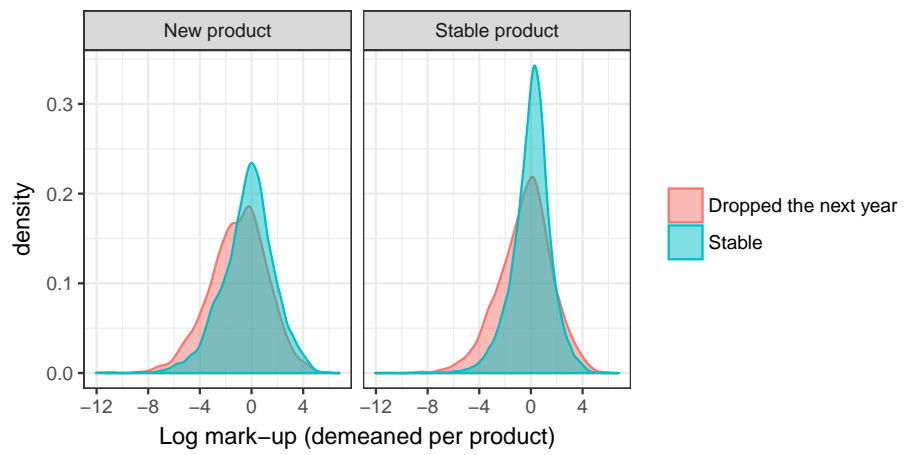 New product
Stable product
density
0.3
0.2
0.1
0.0
−12 −8 −4 0 4
−12 −8 −4 0 4
Log mark−up (demeaned per product)
Dropped the next year
Stable